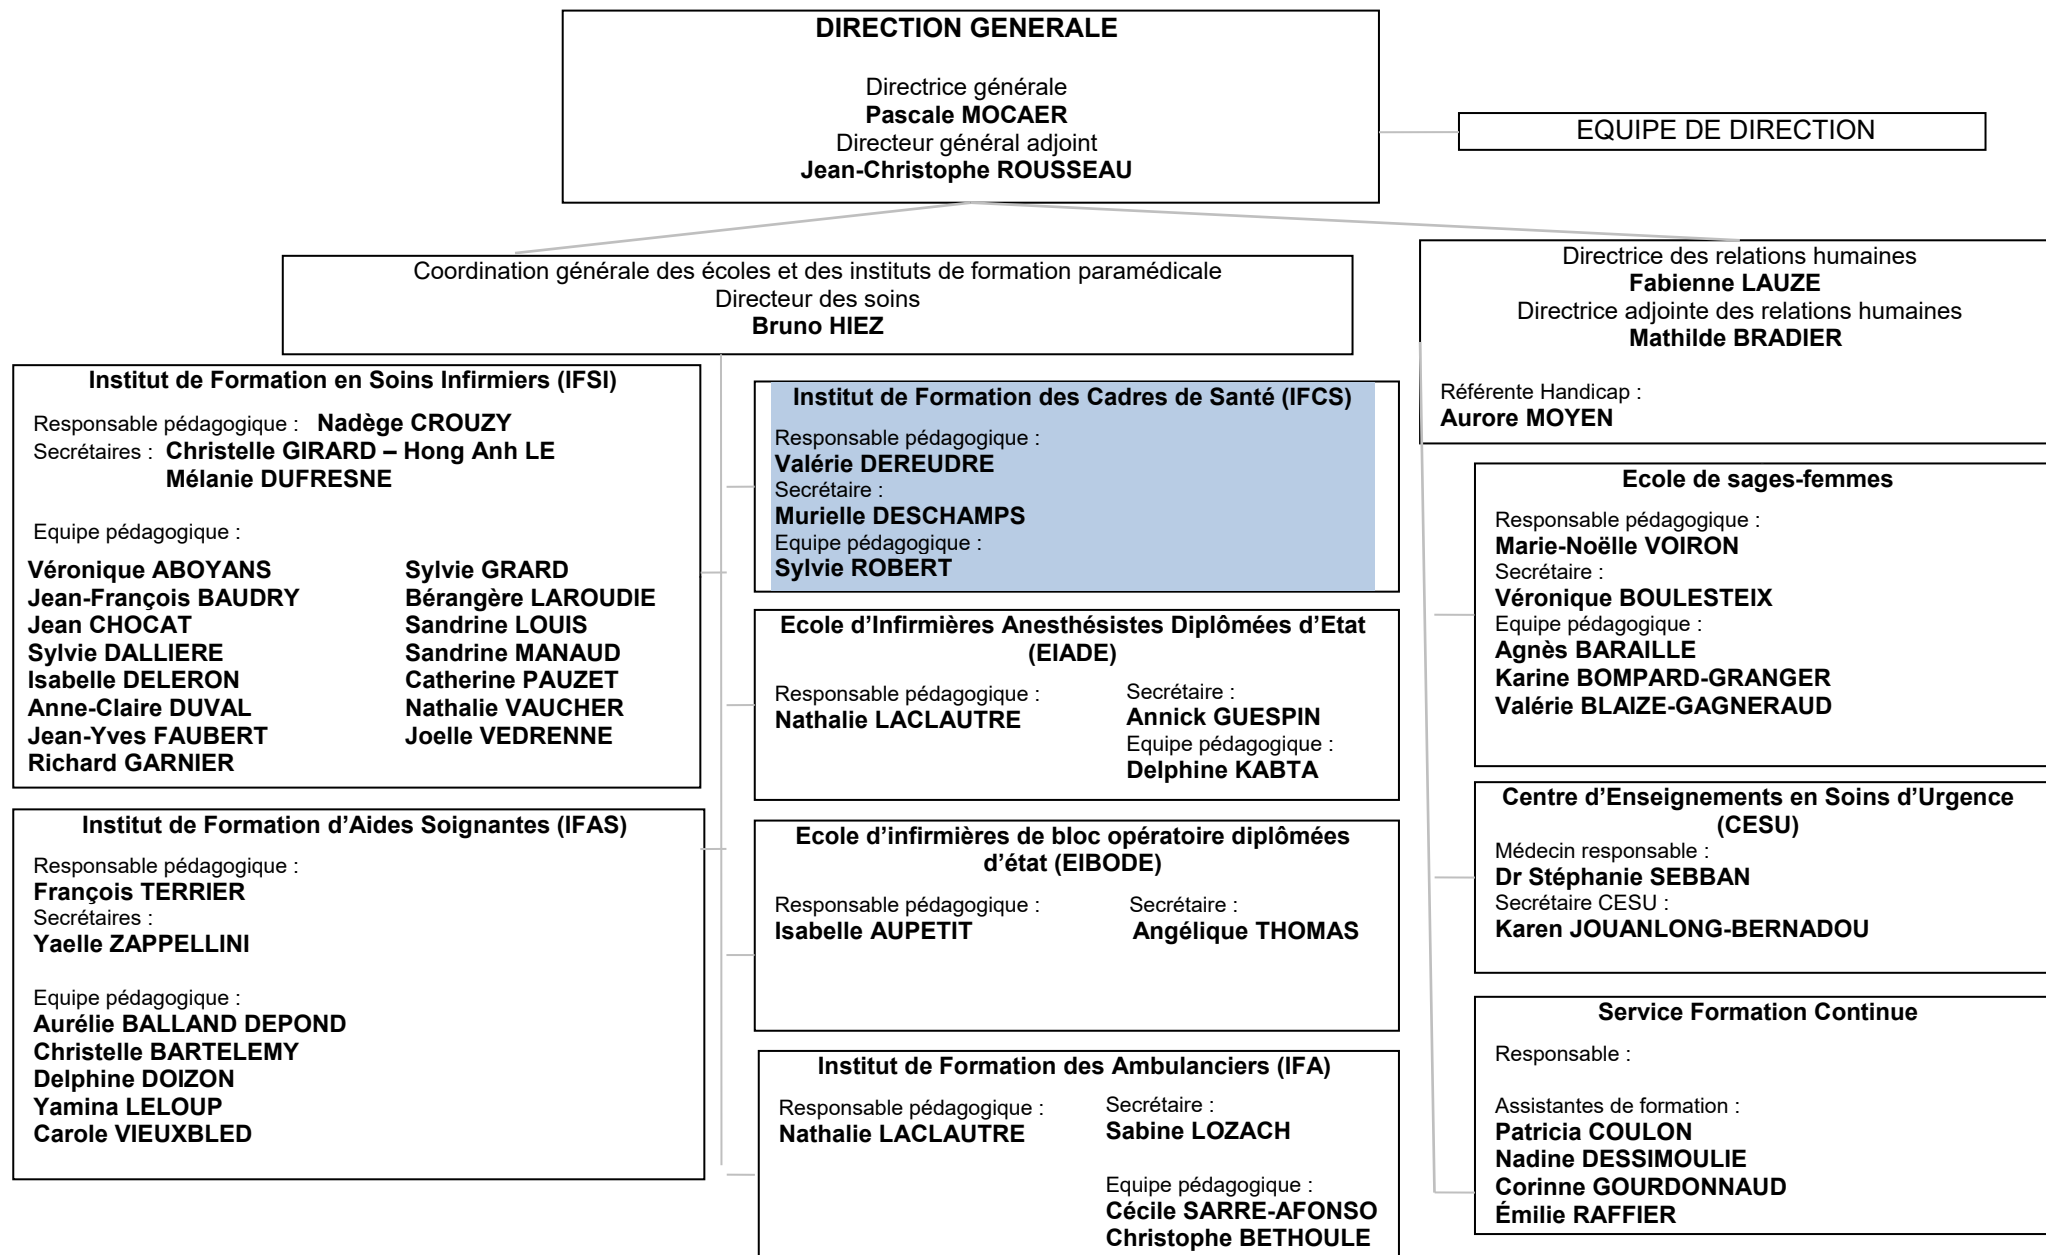 DIRECTION GENERALE
Directrice générale
Pascale MOCAER
Directeur général adjoint
Jean-Christophe ROUSSEAU
EQUIPE DE DIRECTION
Coordination générale des écoles et des instituts de formation paramédicale
Directeur des soins
Bruno HIEZ
Directrice des relations humaines
Fabienne LAUZE
Directrice adjointe des relations humaines
Mathilde BRADIER
Référente Handicap :
Aurore MOYEN
Institut de Formation en Soins Infirmiers (IFSI)
Responsable pédagogique : Nadège CROUZY
Secrétaires : Christelle GIRARD – Hong Anh LE
Mélanie DUFRESNE
Equipe pédagogique :
Véronique ABOYANS
Jean-François BAUDRY
Jean CHOCAT
Sylvie DALLIERE
Isabelle DELERON
Anne-Claire DUVAL
Jean-Yves FAUBERT
Richard GARNIER
Sylvie GRARD
Bérangère LAROUDIE
Sandrine LOUIS
Sandrine MANAUD
Catherine PAUZET
Nathalie VAUCHER
Joelle VEDRENNE
Institut de Formation d’Aides Soignantes (IFAS)
Responsable pédagogique :
François TERRIER
Secrétaires :
Yaelle ZAPPELLINI
Equipe pédagogique :
Aurélie BALLAND DEPOND
Christelle BARTELEMY
Delphine DOIZON
Yamina LELOUP
Carole VIEUXBLED
Institut de Formation des Cadres de Santé (IFCS)
Responsable pédagogique :
Valérie DEREUDRE
Secrétaire :
Murielle DESCHAMPS
Equipe pédagogique :
Sylvie ROBERT
Ecole d’Infirmières Anesthésistes Diplômées d’Etat
(EIADE)
Responsable pédagogique :
Nathalie LACLAUTRE
Secrétaire :
Annick GUESPIN
Equipe pédagogique :
Delphine KABTA
Ecole d’infirmières de bloc opératoire diplômées
d’état (EIBODE)
Responsable pédagogique :
Isabelle AUPETIT
Secrétaire :
Angélique THOMAS
Institut de Formation des Ambulanciers (IFA)
Responsable pédagogique :
Nathalie LACLAUTRE
Secrétaire :
Sabine LOZACH
Equipe pédagogique :
Cécile SARRE-AFONSO
Christophe BETHOULE
Ecole de sages-femmes
Responsable pédagogique :
Marie-Noëlle VOIRON
Secrétaire :
Véronique BOULESTEIX
Equipe pédagogique :
Agnès BARAILLE
Karine BOMPARD-GRANGER
Valérie BLAIZE-GAGNERAUD
Centre d’Enseignements en Soins d’Urgence
(CESU)
Médecin responsable :
Dr Stéphanie SEBBAN
Secrétaire CESU :
Karen JOUANLONG-BERNADOU
Service Formation Continue
Responsable :
Assistantes de formation :
Patricia COULON
Nadine DESSIMOULIE
Corinne GOURDONNAUD
Émilie RAFFIER